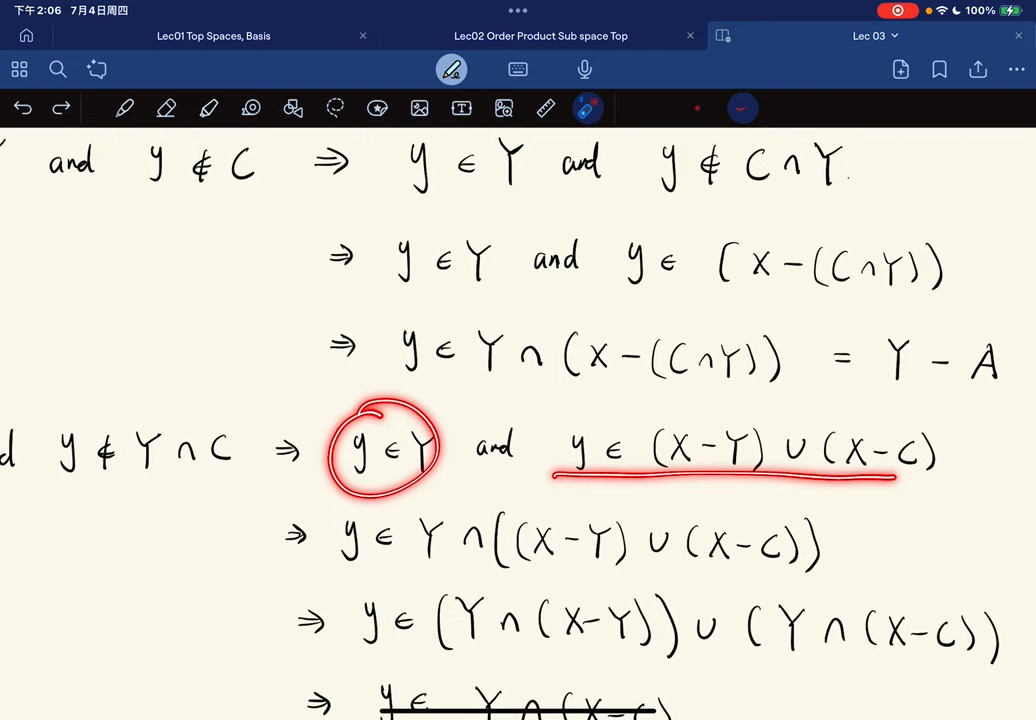 下午2:06 7月4日周四 100%
Lec01 Top Spaces, Basis Lec02 Order Product Sub space Top Lec 03
and y ∉ C ⇒ y ∈ Y and y ∉ C ∩ Y.
⇒ y ∈ Y and y ∈ (X - (C ∩ Y))
⇒ y ∈ Y ∩ (X - (C ∩ Y)) = Y - A
d y ∉ Y ∩ C ⇒ y ∈ Y and y ∈ (X - Y) ∪ (X - C)
⇒ y ∈ Y ∩ ((X - Y) ∪ (X - C))
⇒ y ∈ (Y ∩ (X - Y)) ∪ (Y ∩ (X - C))
⇒ y ∈ Y ∩ (X - C)